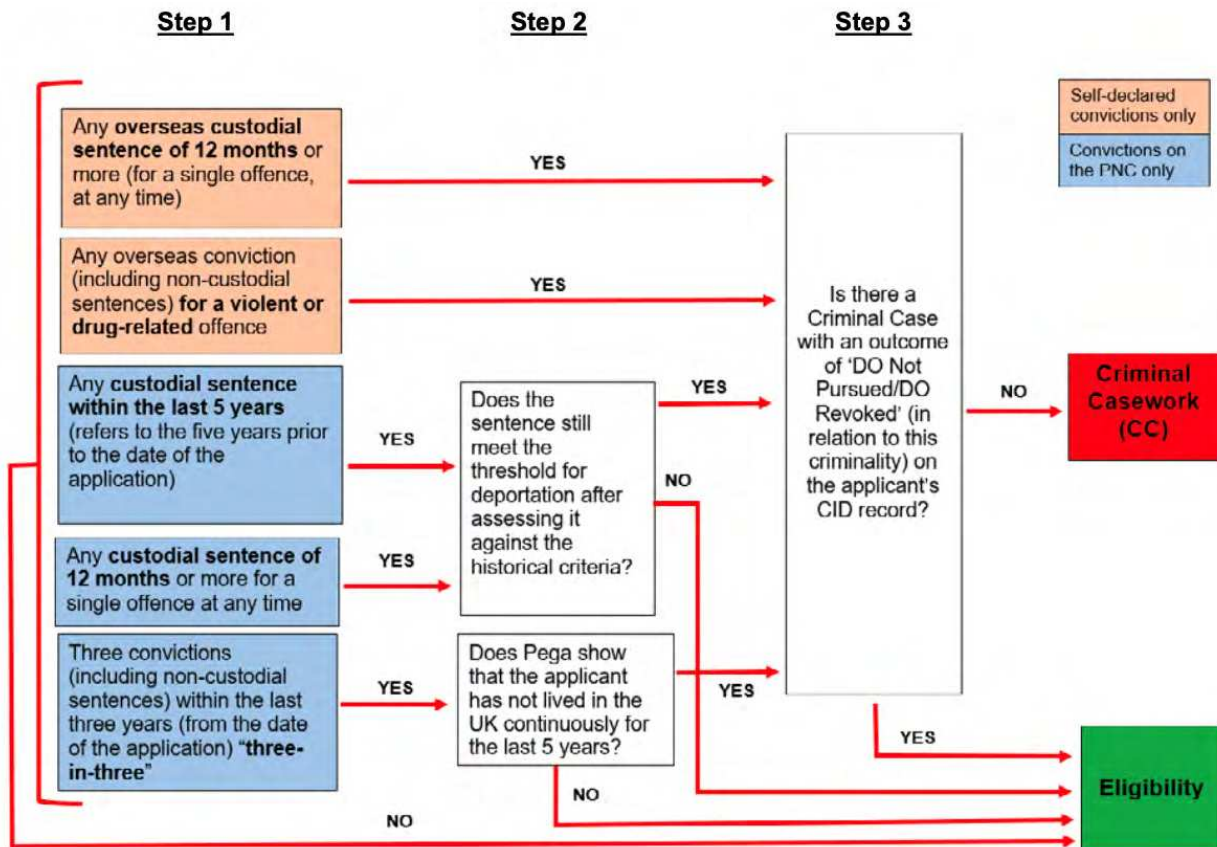 Step 1
Step 2
Step 3
Self-declared
convictions only
Convictions on
the PNC only
Any overseas custodial
sentence of 12 months or
more (for a single offence,
at any time)
YES
Any overseas conviction
(including non-custodial
sentences) for a violent or
drug-related offence
YES
Any custodial sentence
within the last 5 years
(refers to the five years prior
to the date of the
application)
YES
Any custodial sentence of
12 months or more for a
single offence at any time
YES
Three convictions
(including non-custodial
sentences) within the last
three years (from the date
of the application) “three-
in-three”
YES
Does the
sentence still
meet the
threshold for
deportation after
assessing it
against the
historical criteria?
YES
NO
Does Pega show
that the applicant
has not lived in the
UK continuously for
the last 5 years?
YES
NO
NO
Is there a
Criminal Case
with an outcome
of ‘DO Not
Pursued/DO
Revoked’ (in
relation to this
criminality) on
the applicant's
CID record?
NO
YES
Criminal
Casework
(CC)
Eligibility